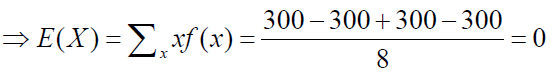 ⇒ E(X) = ∑ₓ xf(x) = (300 − 300 + 300 − 300)/8 = 0